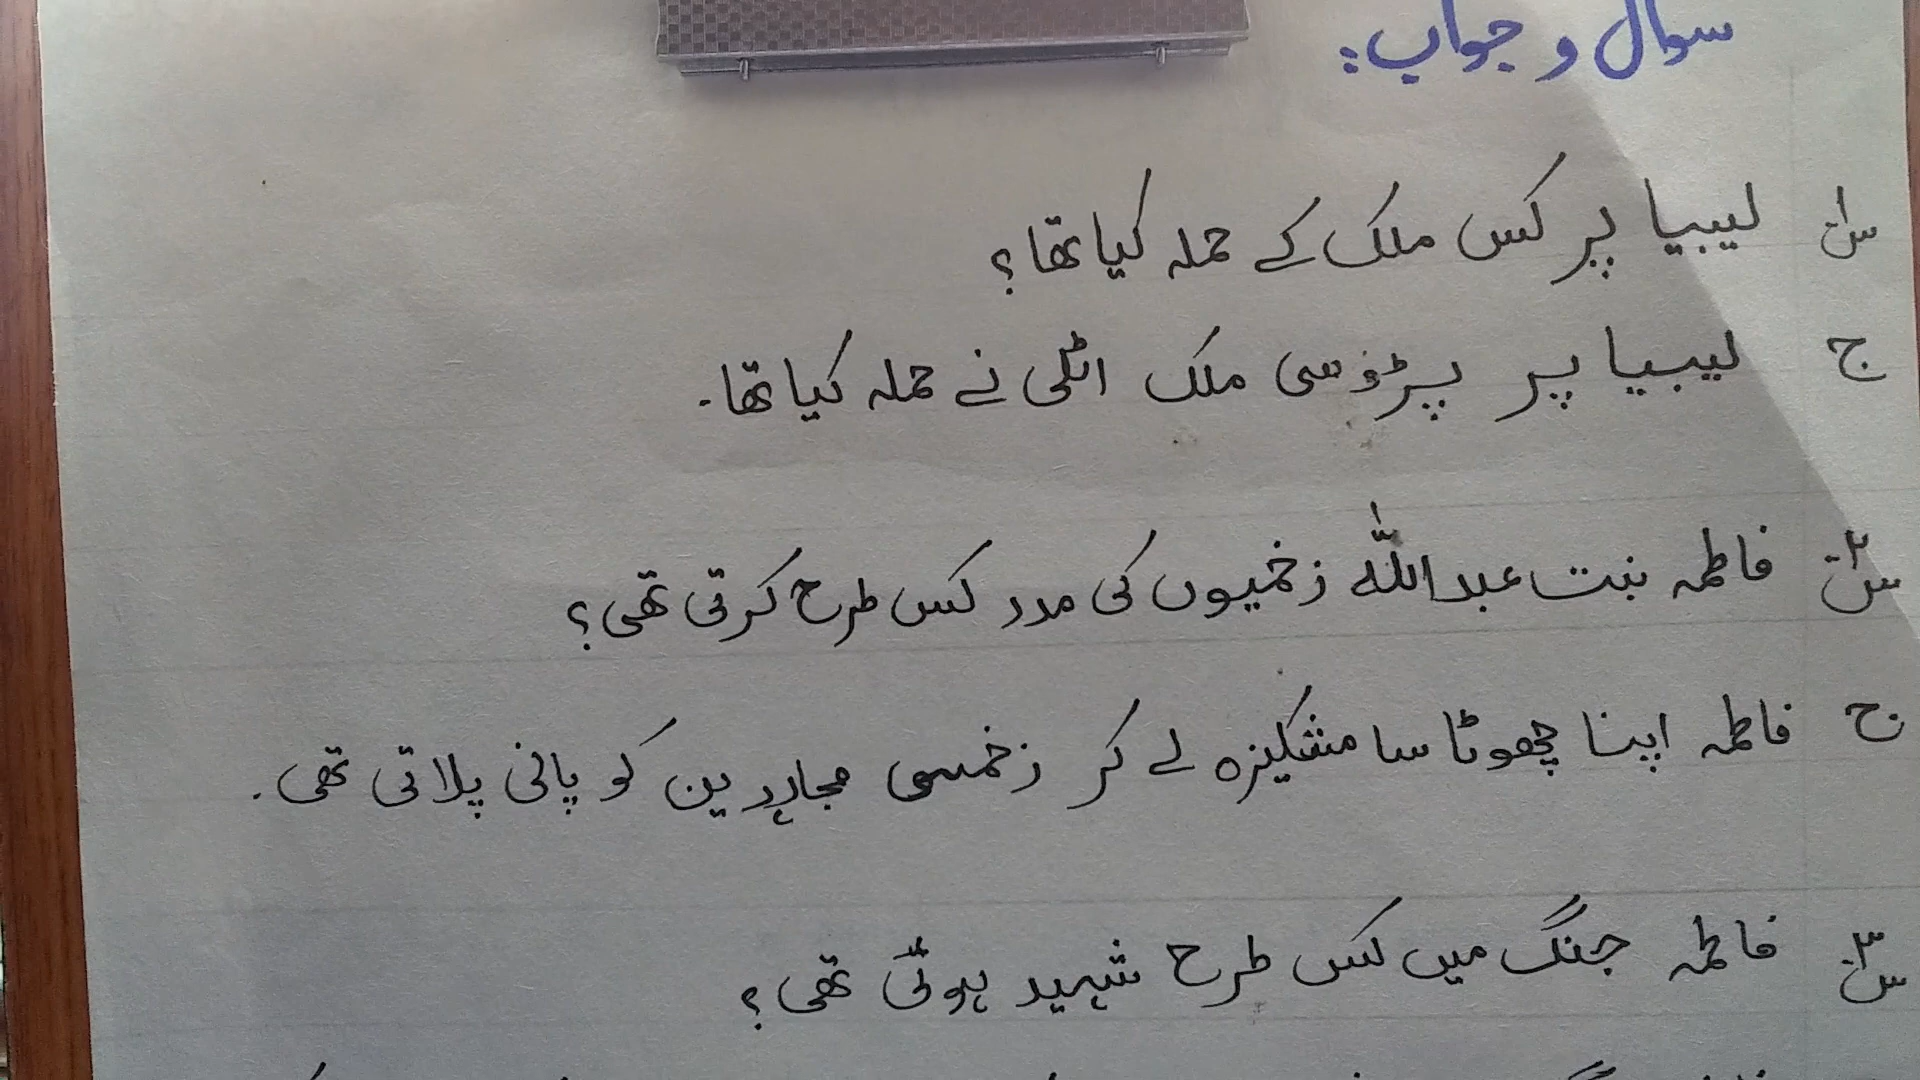 سوال و جواب:
س۱ لیبیا پر کس ملک کے حملہ کیا تھا؟
ج لیبیا پر پڑوسی ملک اٹلی نے حملہ کیا تھا۔
س۲ فاطمہ بنت عبداللہ زخمیوں کی مدد کس طرح کرتی تھی؟
ج فاطمہ اپنا چھوٹا سا مشکیزہ لے کر زخمی مجاہدین کو پانی پلاتی تھی۔
س۳ فاطمہ جنگ میں کس طرح شہید ہوئی تھی؟